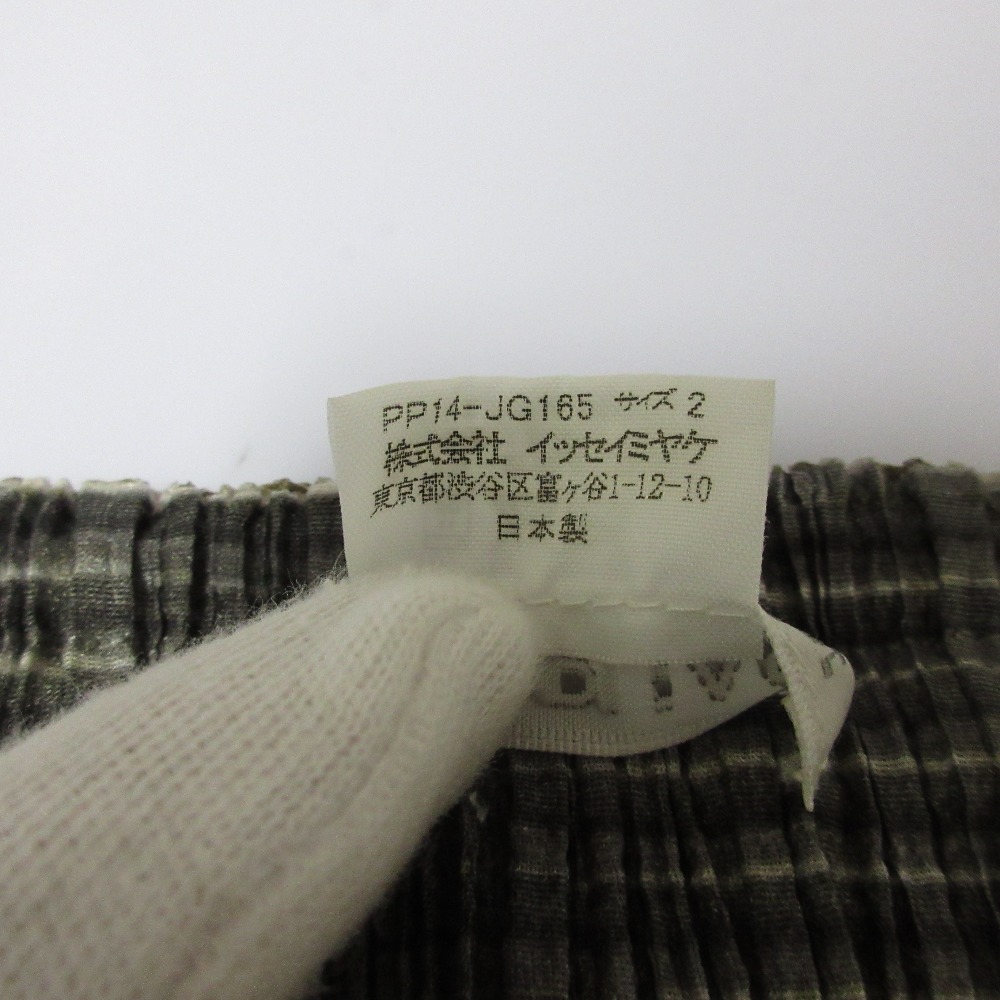 PP14-JG165 サイズ 2
株式会社 イッセイミヤケ
東京都渋谷区富ヶ谷1-12-10
日本製